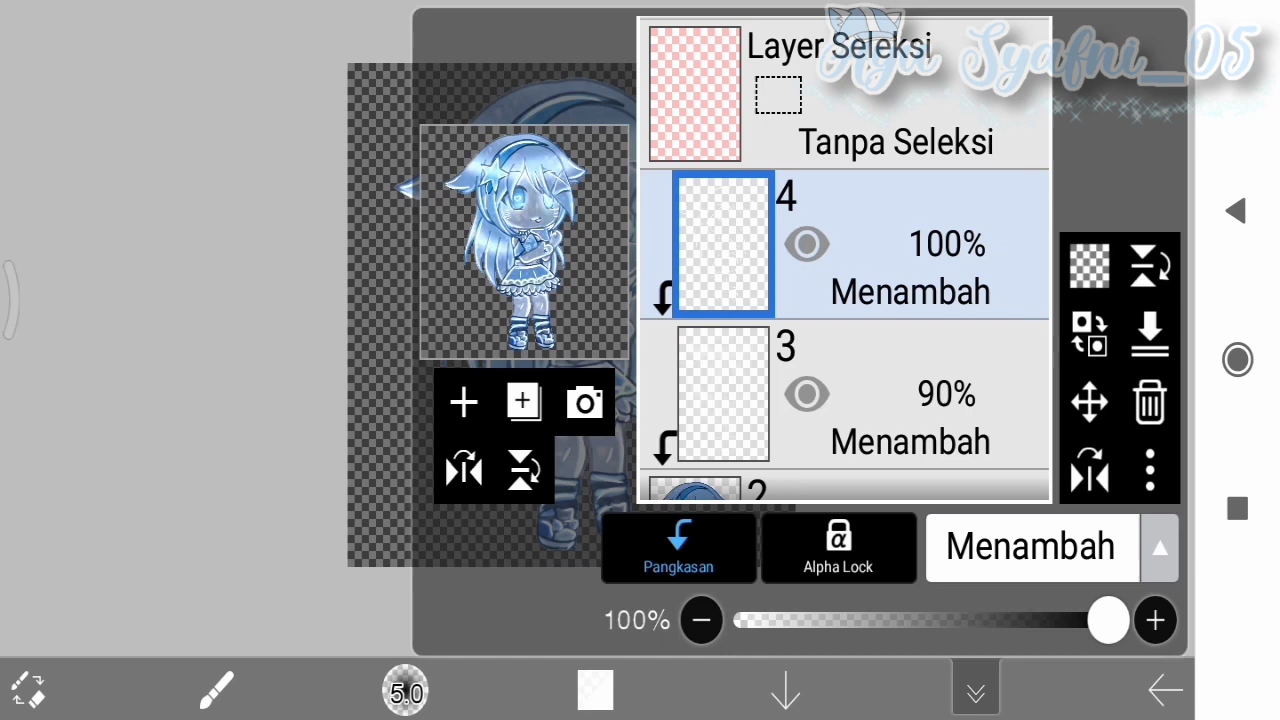 Layer Seleksi
Ayu Syafni_05
Tanpa Seleksi
4
100%
Menambah
3
90%
Menambah
2
Pangkasan
Alpha Lock
Menambah
100%
5.0